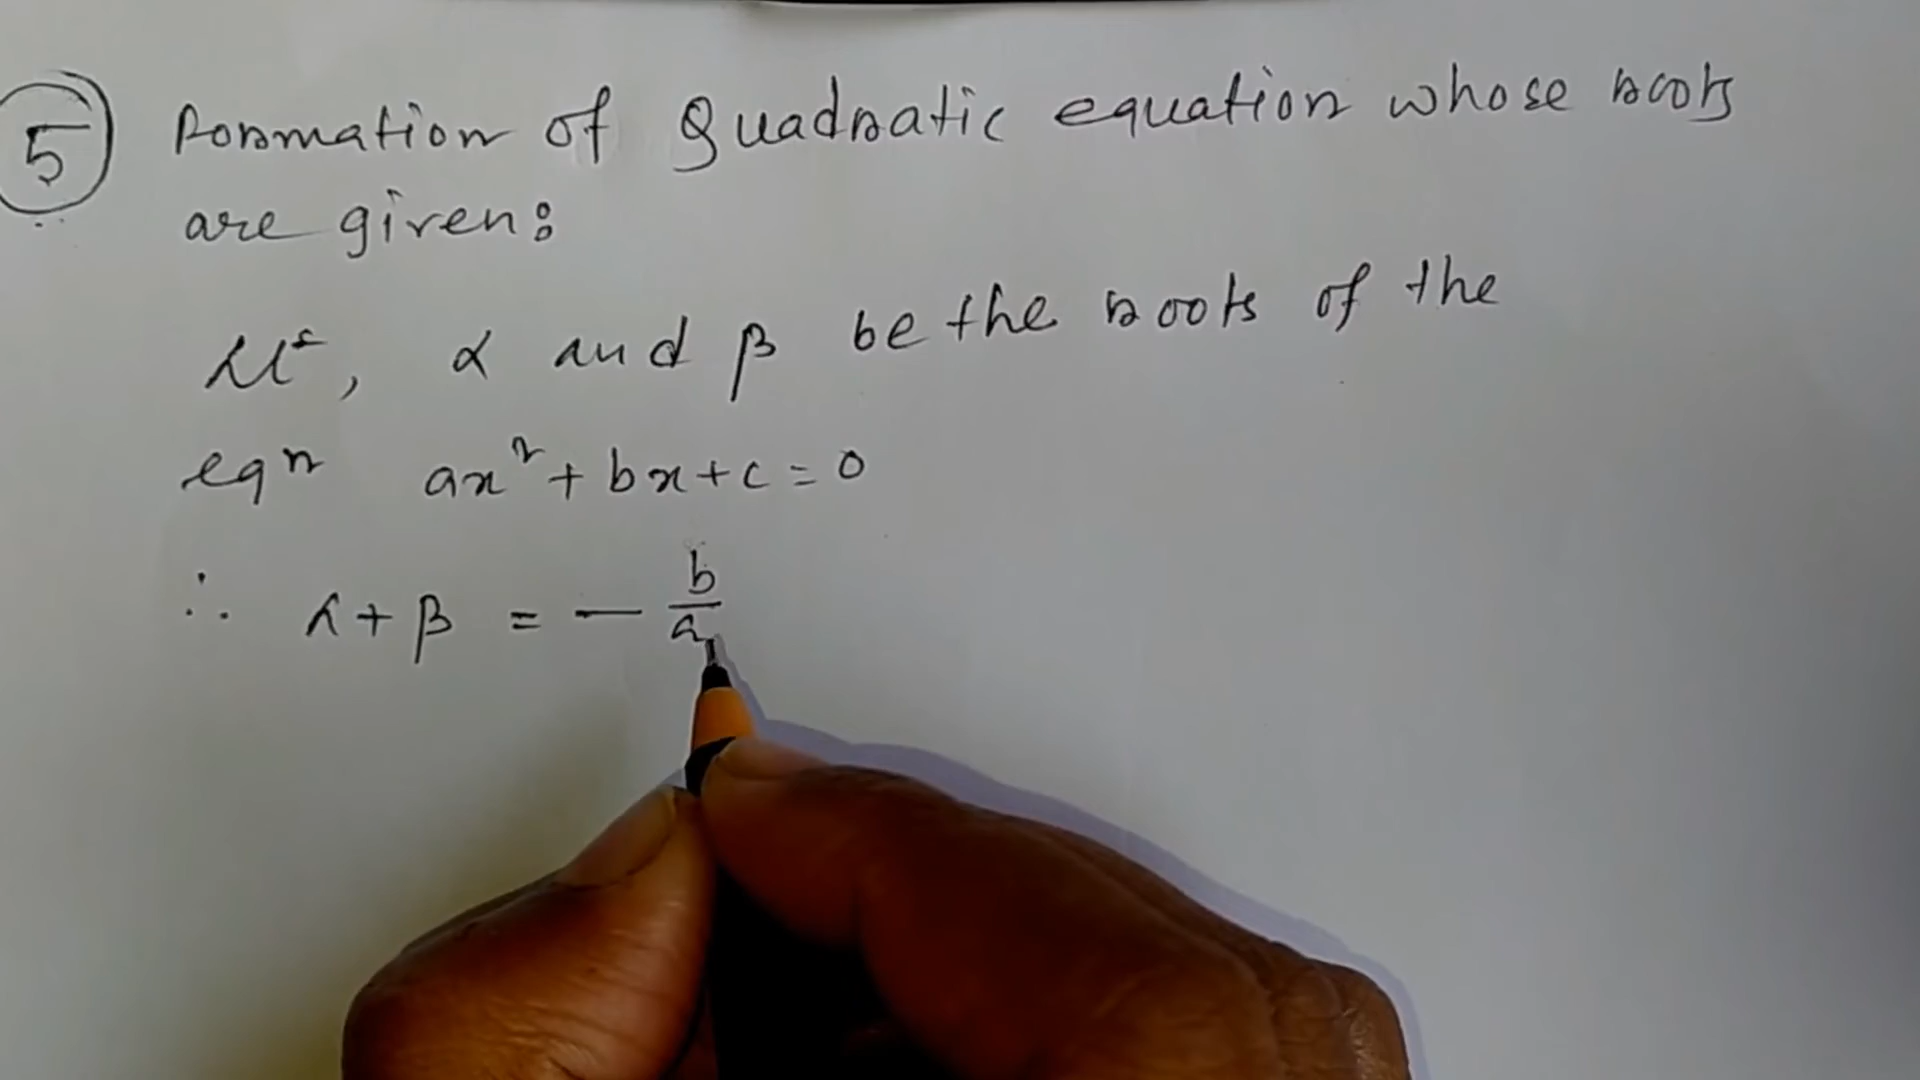 5 Formation of Quadratic equation whose roots
are given:
Let, α and β be the roots of the
eqn ax² + bx + c = 0
∴ α + β = - b/a